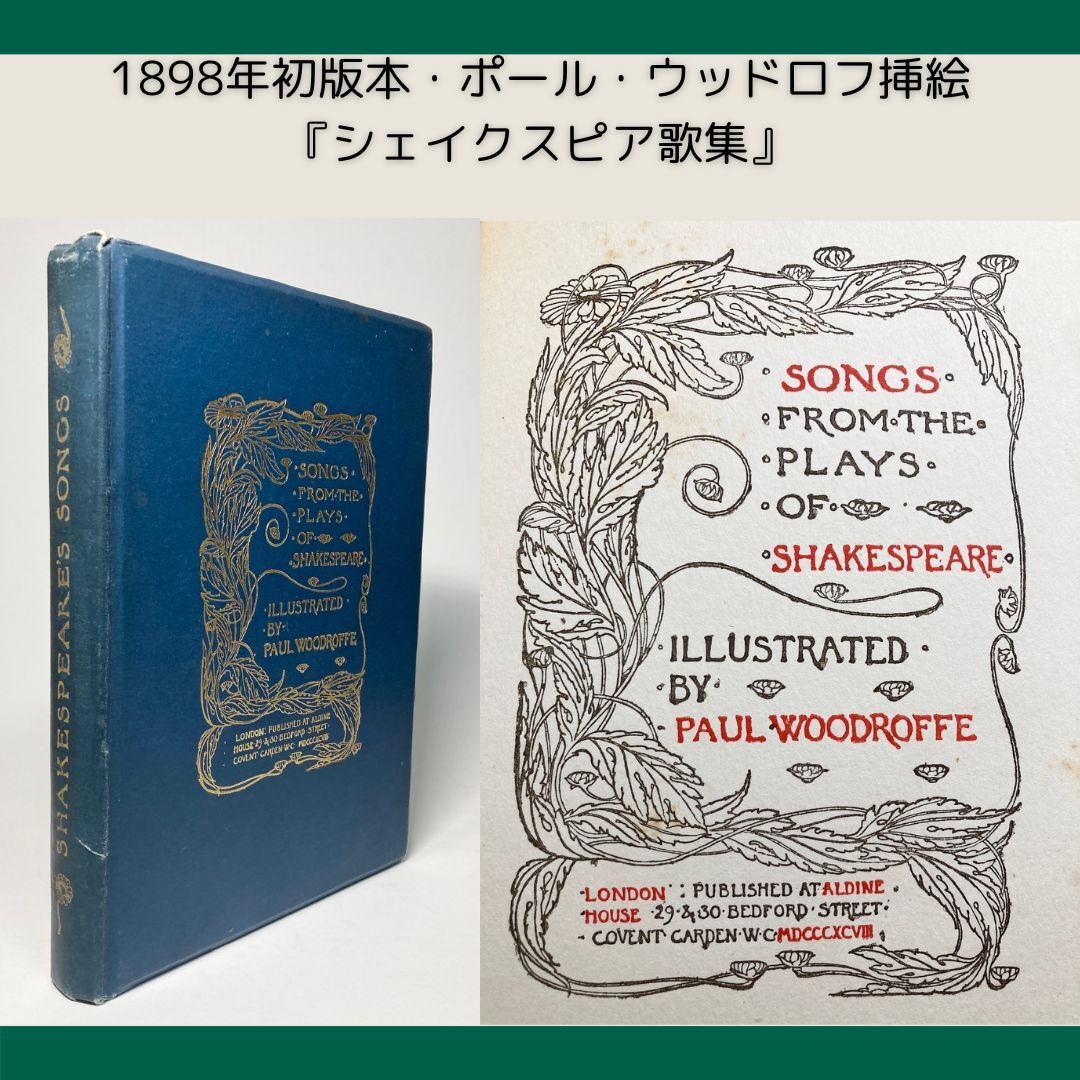 1898年初版本・ポール・ウッドロフ挿絵
『シェイクスピア歌集』
SHAKESPEARE'S SONGS
·SONGS·
·FROM·THE·
·PLAYS·
·OF·
·SHAKESPEARE·
·ILLUSTRATED·
·BY·
PAUL WOODROFFE
LONDON: PUBLISHED AT ALDINE
HOUSE·29·&·30·BEDFORD·STREET·
COVENT·GARDEN·W·C·MDCCCXCVIII
·SONGS·
·FROM·THE·
·PLAYS·
·OF·
·SHAKESPEARE·
·ILLUSTRATED·
·BY·
PAUL·WOODROFFE
·LONDON: PUBLISHED AT ALDINE·
·HOUSE·29·&·30 BEDFORD·STREET·
·COVENT·GARDEN·W·C·MDCCCXCVIII·